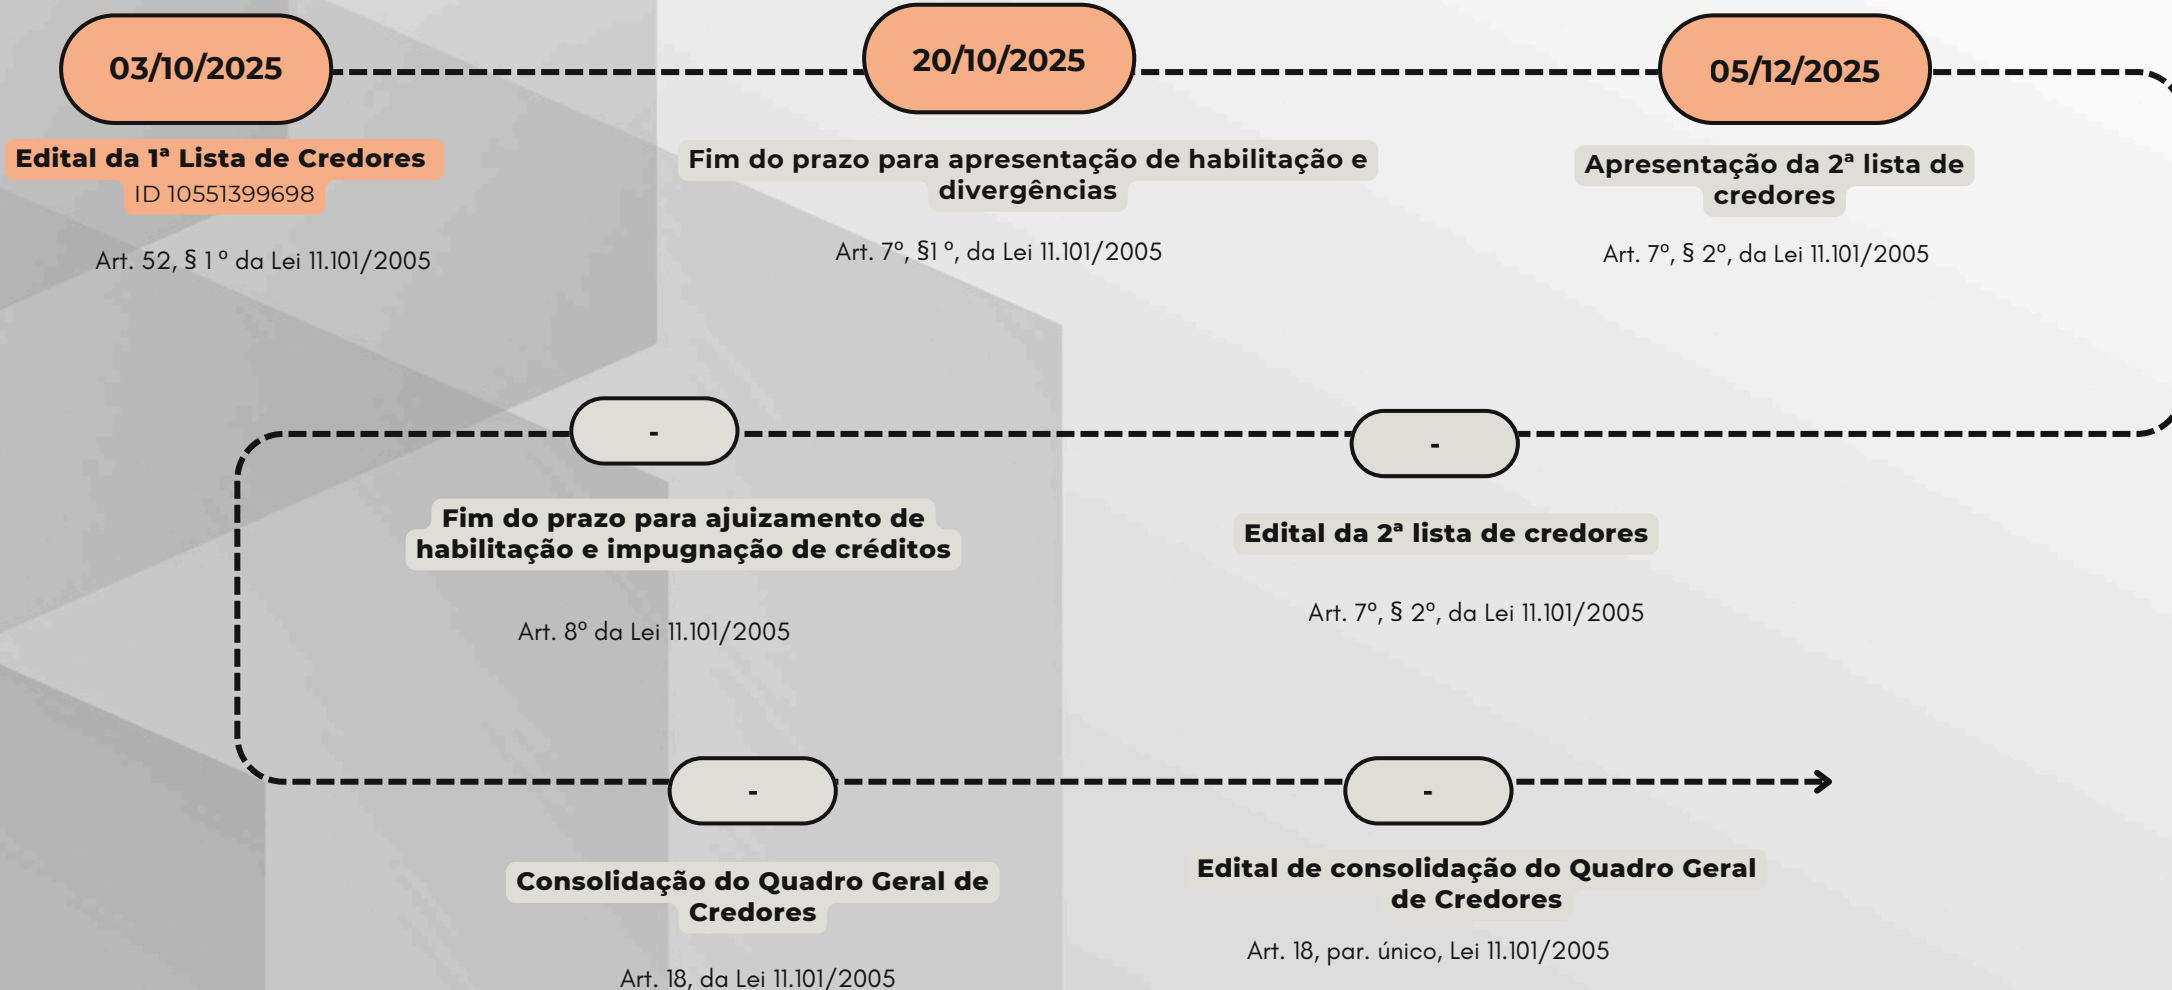 03/10/2025
Edital da 1ª Lista de Credores
ID 10551399698
Art. 52, § 1 º da Lei 11.101/2005
20/10/2025
Fim do prazo para apresentação de habilitação e
divergências
Art. 7º, §1 º, da Lei 11.101/2005
05/12/2025
Apresentação da 2ª lista de
credores
Art. 7º, § 2º, da Lei 11.101/2005
-
Edital da 2ª lista de credores
Art. 7º, § 2º, da Lei 11.101/2005
-
Fim do prazo para ajuizamento de
habilitação e impugnação de créditos
Art. 8º da Lei 11.101/2005
-
Consolidação do Quadro Geral de
Credores
Art. 18, da Lei 11.101/2005
-
Edital de consolidação do Quadro Geral
de Credores
Art. 18, par. único, Lei 11.101/2005